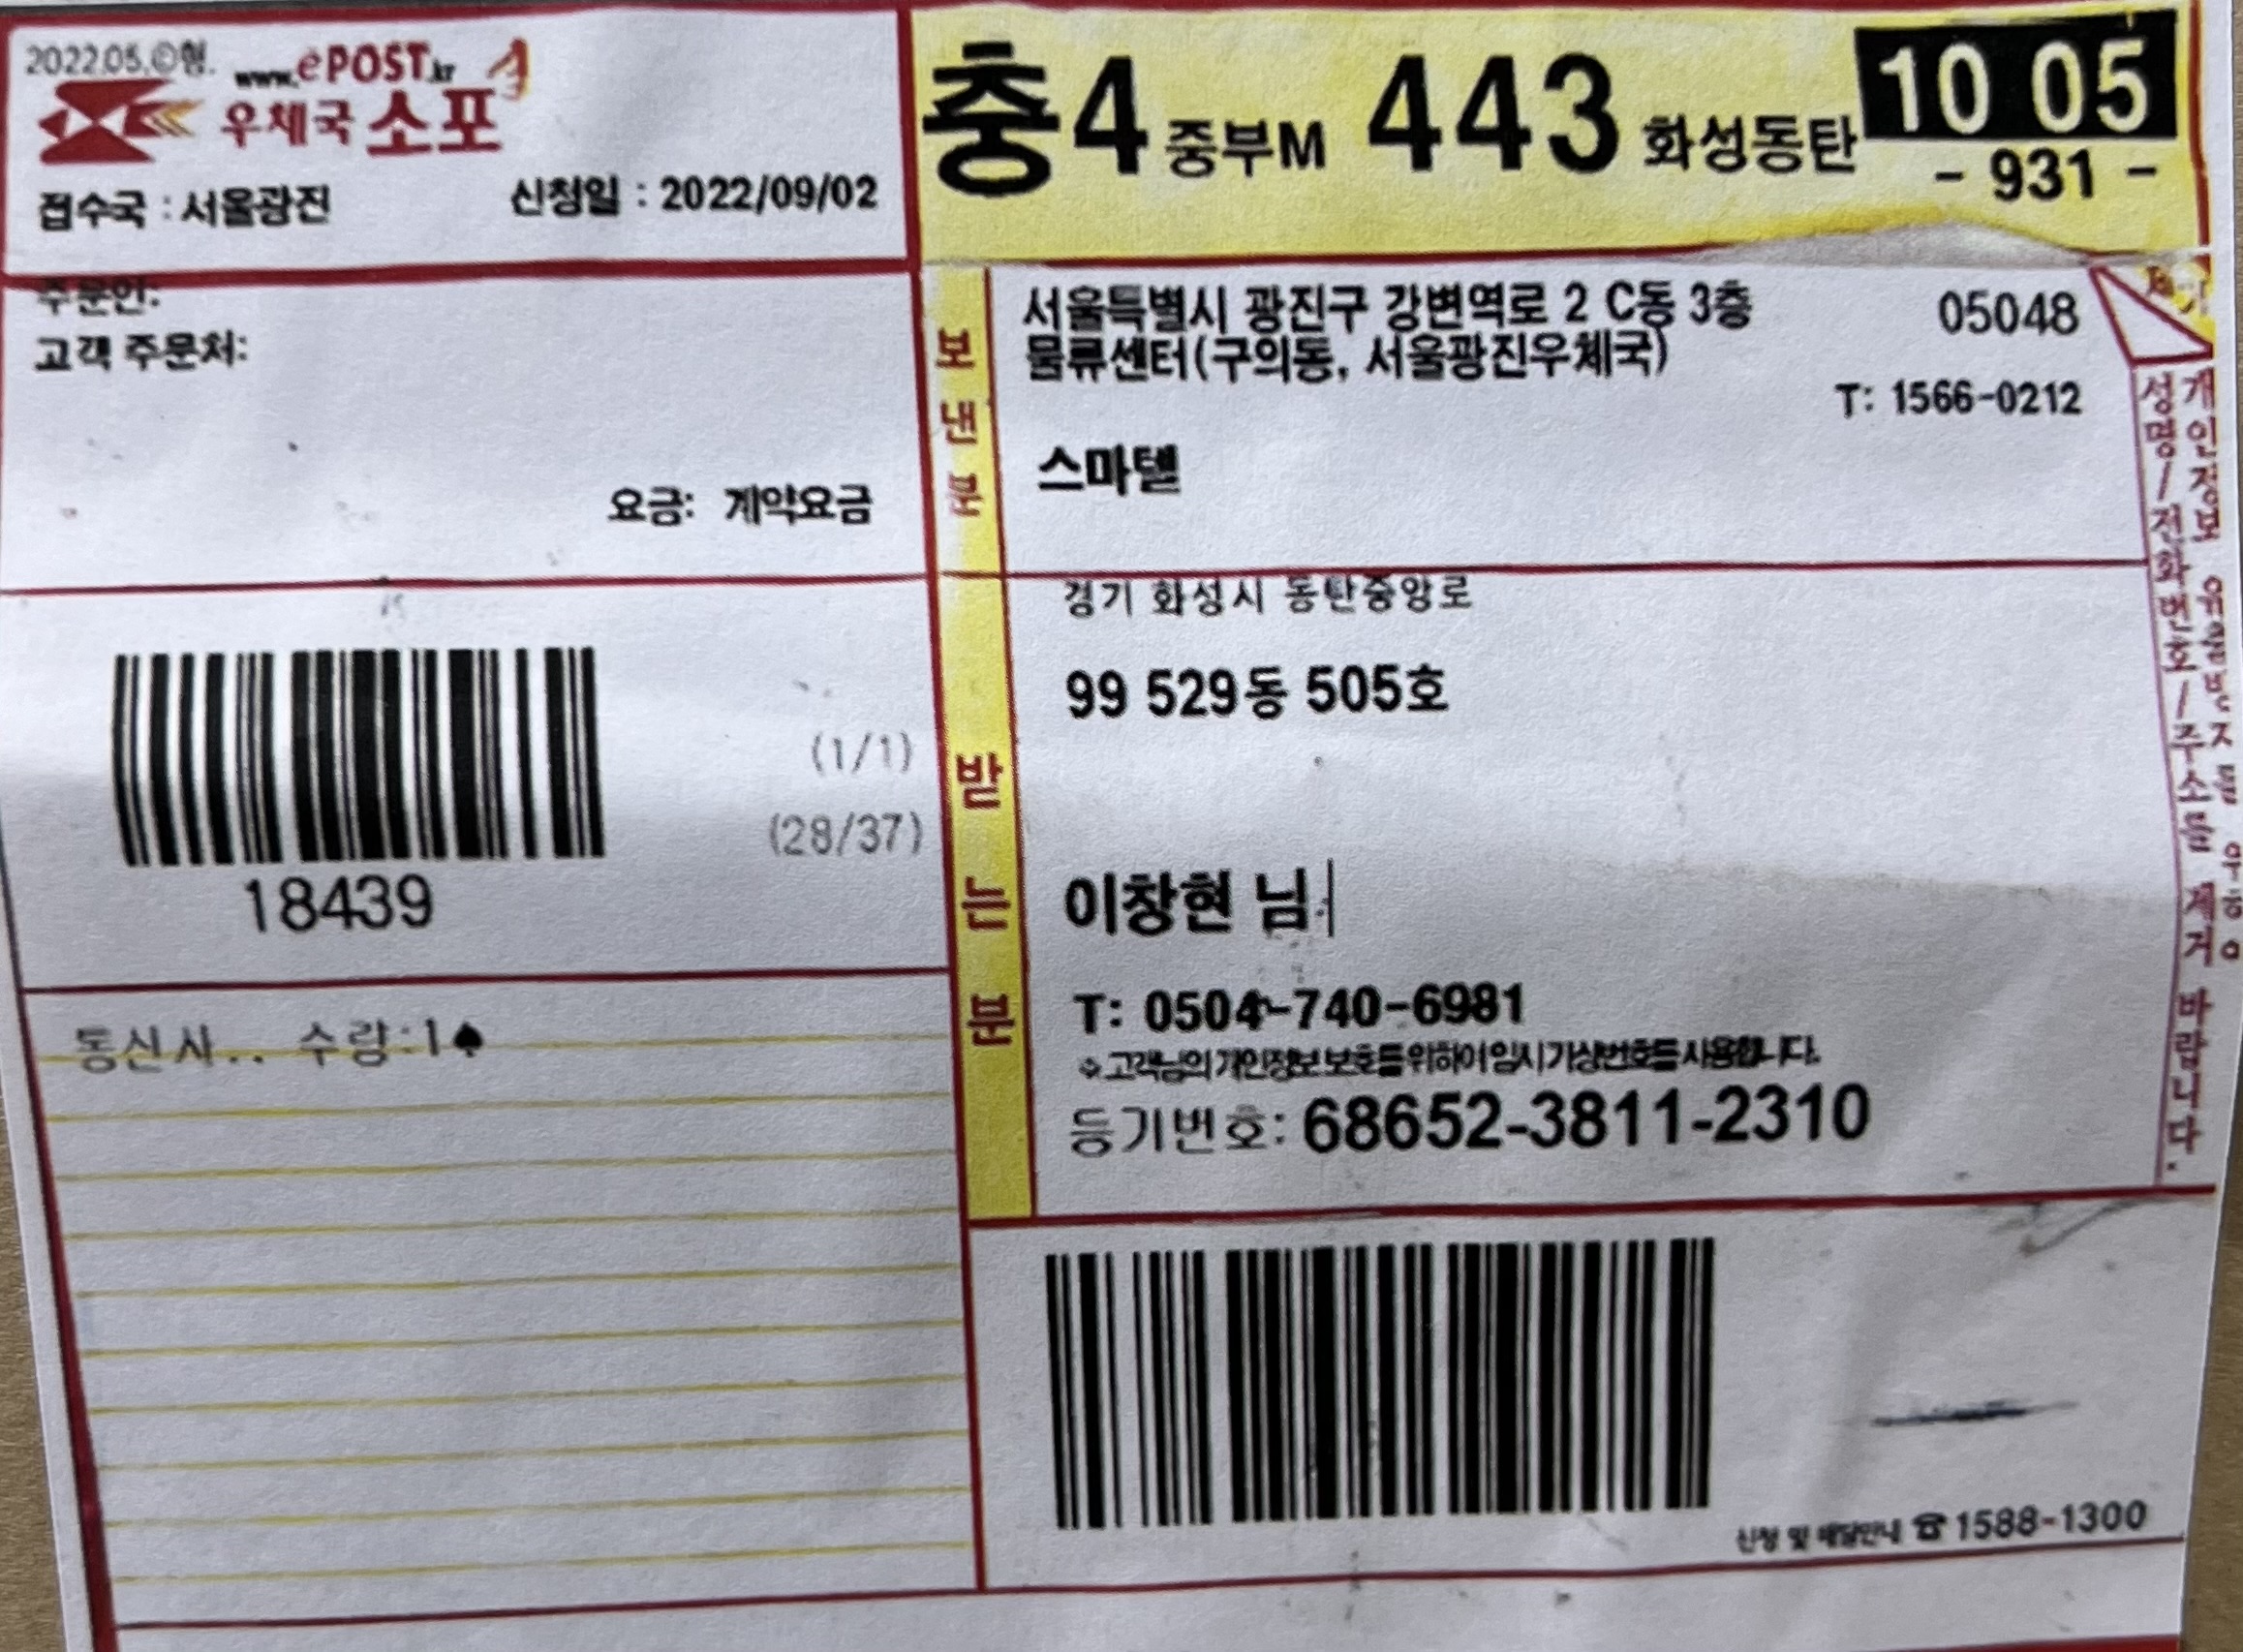 2022.05.©형. www.ePOST.kr
우체국 소포
접수국 : 서울광진 신청일 : 2022/09/02
충4 중부M 443 화성동탄 10 05
- 931 -
주문인:
고객 주문처:
요금: 계약요금
보낸분
서울특별시 광진구 강변역로 2 C동 3층 05048
물류센터(구의동, 서울광진우체국)
T: 1566-0212
스마텔
(1/1)
(28/37)
18439
통신사.. 수량:1♠
받는분
경기 화성시 동탄중앙로
99 529동 505호
이창현 님
T: 0504-740-6981
※고객님의 개인정보보호를 위하여 임시 가상번호를 사용합니다.
등기번호: 68652-3811-2310
신청 및 배달안내 ☎ 1588-1300
개인정보 유출방지를
성명/전화번호/주소를 제거 바랍니다.